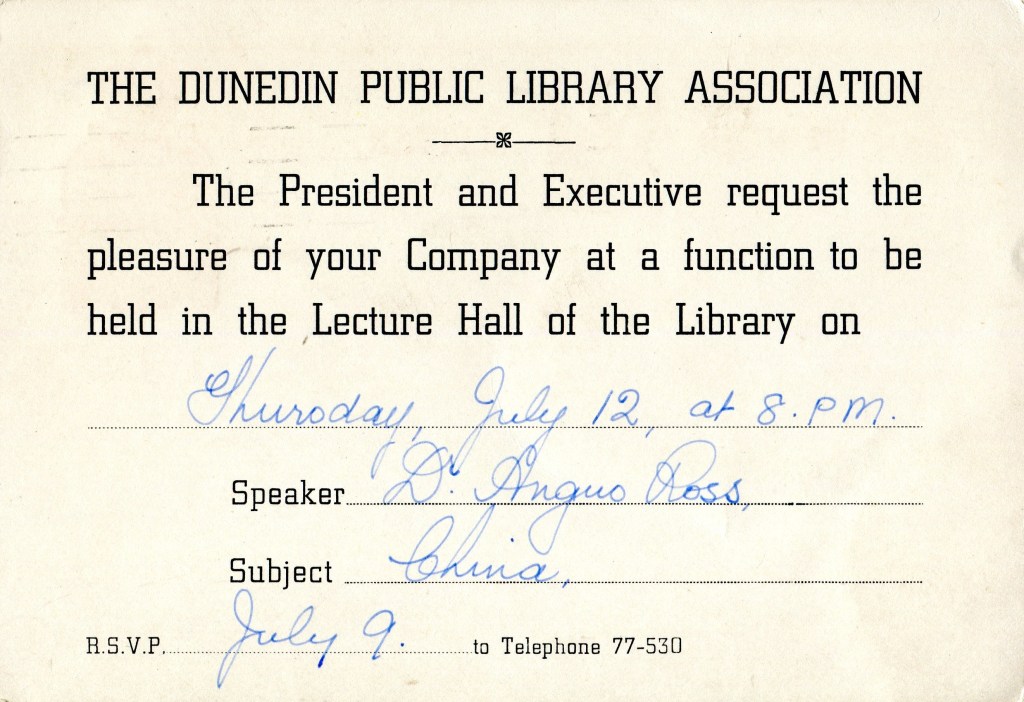 THE DUNEDIN PUBLIC LIBRARY ASSOCIATION
The President and Executive request the
pleasure of your Company at a function to be
held in the Lecture Hall of the Library on
Thursday, July 12, at 8. PM.
Speaker Dr. Angus Ross,
Subject China,
R.S.V.P. July 9. to Telephone 77-530